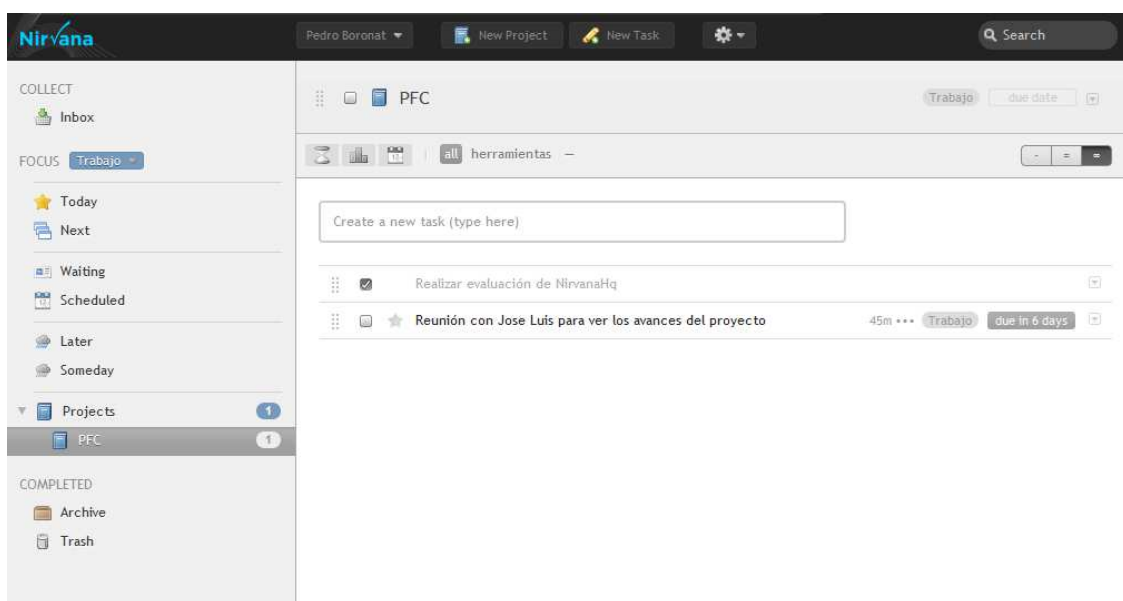 Nirvana
Pedro Boronat
New Project
New Task
Search
COLLECT
Inbox
FOCUS Trabajo
Today
Next
Waiting
Scheduled
Later
Someday
Projects 1
PFC 1
COMPLETED
Archive
Trash
PFC Trabajo due date
12 all herramientas —
- = ≡
Create a new task (type here)
Realizar evaluación de NirvanaHq
Reunión con Jose Luis para ver los avances del proyecto 45m ••• Trabajo due in 6 days